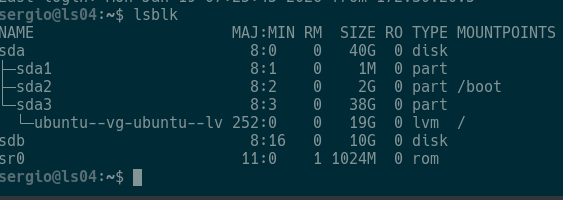 sergio@ls04:~$ lsblk
NAME                      MAJ:MIN RM  SIZE RO TYPE MOUNTPOINTS
sda                         8:0    0   40G  0 disk
├─sda1                      8:1    0    1M  0 part
├─sda2                      8:2    0    2G  0 part /boot
└─sda3                      8:3    0   38G  0 part
  └─ubuntu--vg-ubuntu--lv 252:0    0   19G  0 lvm  /
sdb                         8:16   0   10G  0 disk
sr0                        11:0    1 1024M  0 rom
sergio@ls04:~$